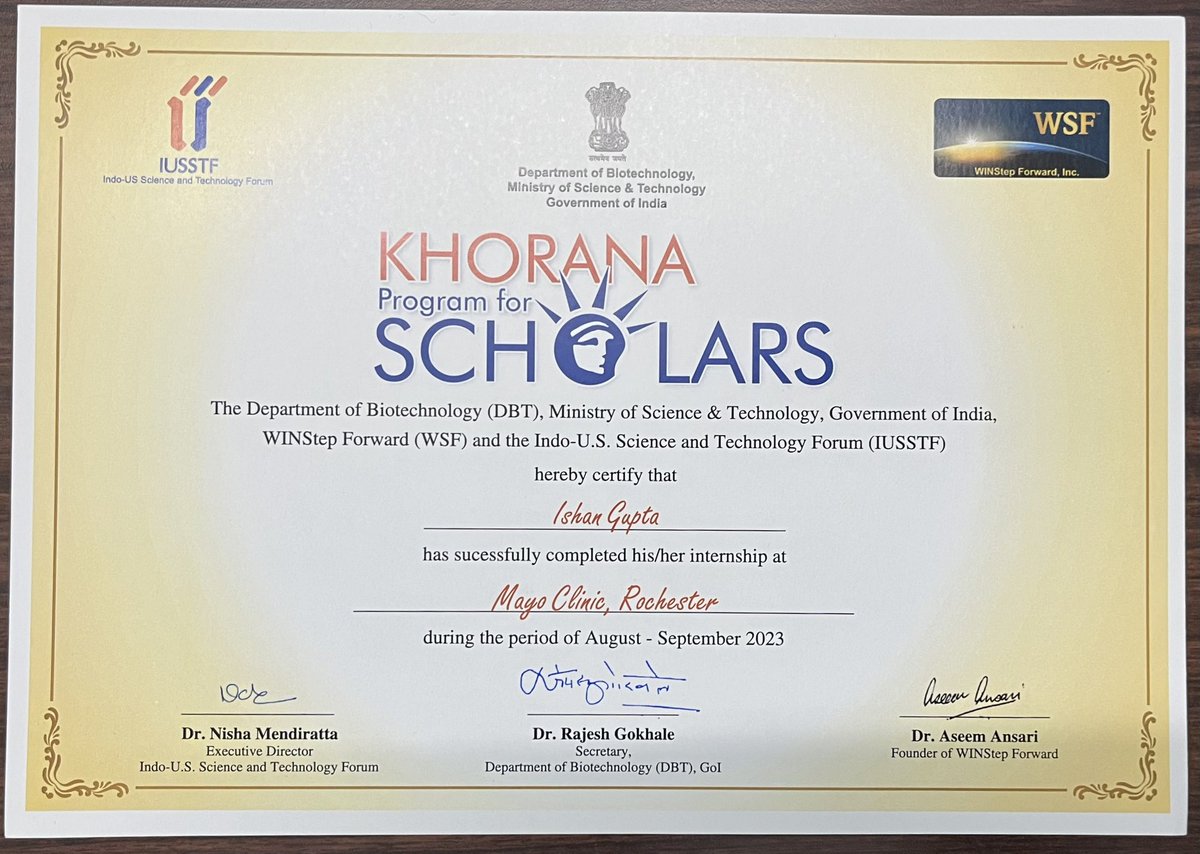 IUSSTF
Indo-US Science and Technology Forum
सत्यमेव जयते
Department of Biotechnology,
Ministry of Science & Technology
Government of India
WSF™
WINStep Forward, Inc.
KHORANA
Program for
SCHOLARS
The Department of Biotechnology (DBT), Ministry of Science & Technology, Government of India,
WINStep Forward (WSF) and the Indo-U.S. Science and Technology Forum (IUSSTF)
hereby certify that
Ishan Gupta
has sucessfully completed his/her internship at
Mayo Clinic, Rochester
during the period of August - September 2023
Aseem Ansari
Dr. Nisha Mendiratta
Executive Director
Indo-U.S. Science and Technology Forum
Dr. Rajesh Gokhale
Secretary,
Department of Biotechnology (DBT), GoI
Dr. Aseem Ansari
Founder of WINStep Forward